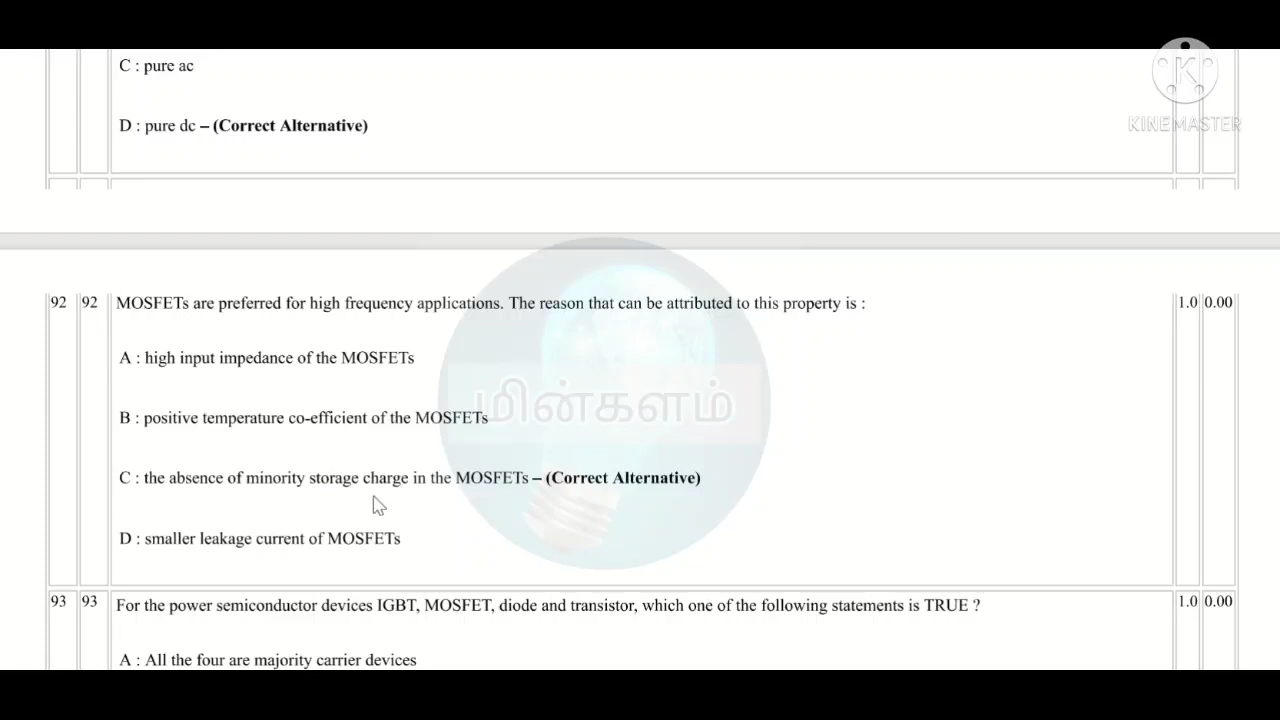 C : pure ac
D : pure dc – (Correct Alternative)
KINEMASTER
92 92 MOSFETs are preferred for high frequency applications. The reason that can be attributed to this property is : 1.0 0.00
A : high input impedance of the MOSFETs
B : positive temperature co-efficient of the MOSFETs
மின்களம்
C : the absence of minority storage charge in the MOSFETs – (Correct Alternative)
D : smaller leakage current of MOSFETs
93 93 For the power semiconductor devices IGBT, MOSFET, diode and transistor, which one of the following statements is TRUE ? 1.0 0.00
A : All the four are majority carrier devices